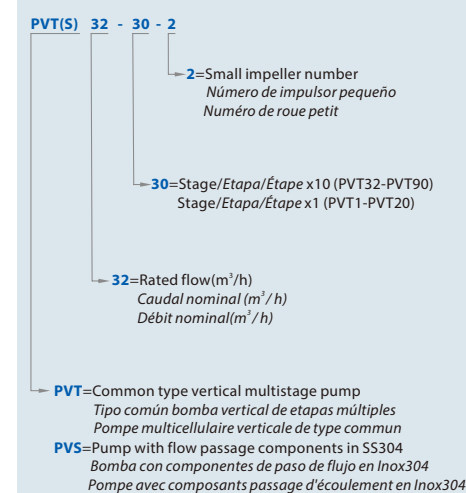 PVT(S) 32 - 30 - 2
2=Small impeller number
Número de impulsor pequeño
Numéro de roue petit
30=Stage/Etapa/Étape x10 (PVT32-PVT90)
Stage/Etapa/Étape x1 (PVT1-PVT20)
32=Rated flow(m³/h)
Caudal nominal (m³/ h)
Débit nominal(m³/ h)
PVT=Common type vertical multistage pump
Tipo común bomba vertical de etapas múltiples
Pompe multicellulaire verticale de type commun
PVS=Pump with flow passage components in SS304
Bomba con componentes de paso de flujo en Inox304
Pompe avec composants passage d'écoulement en Inox304